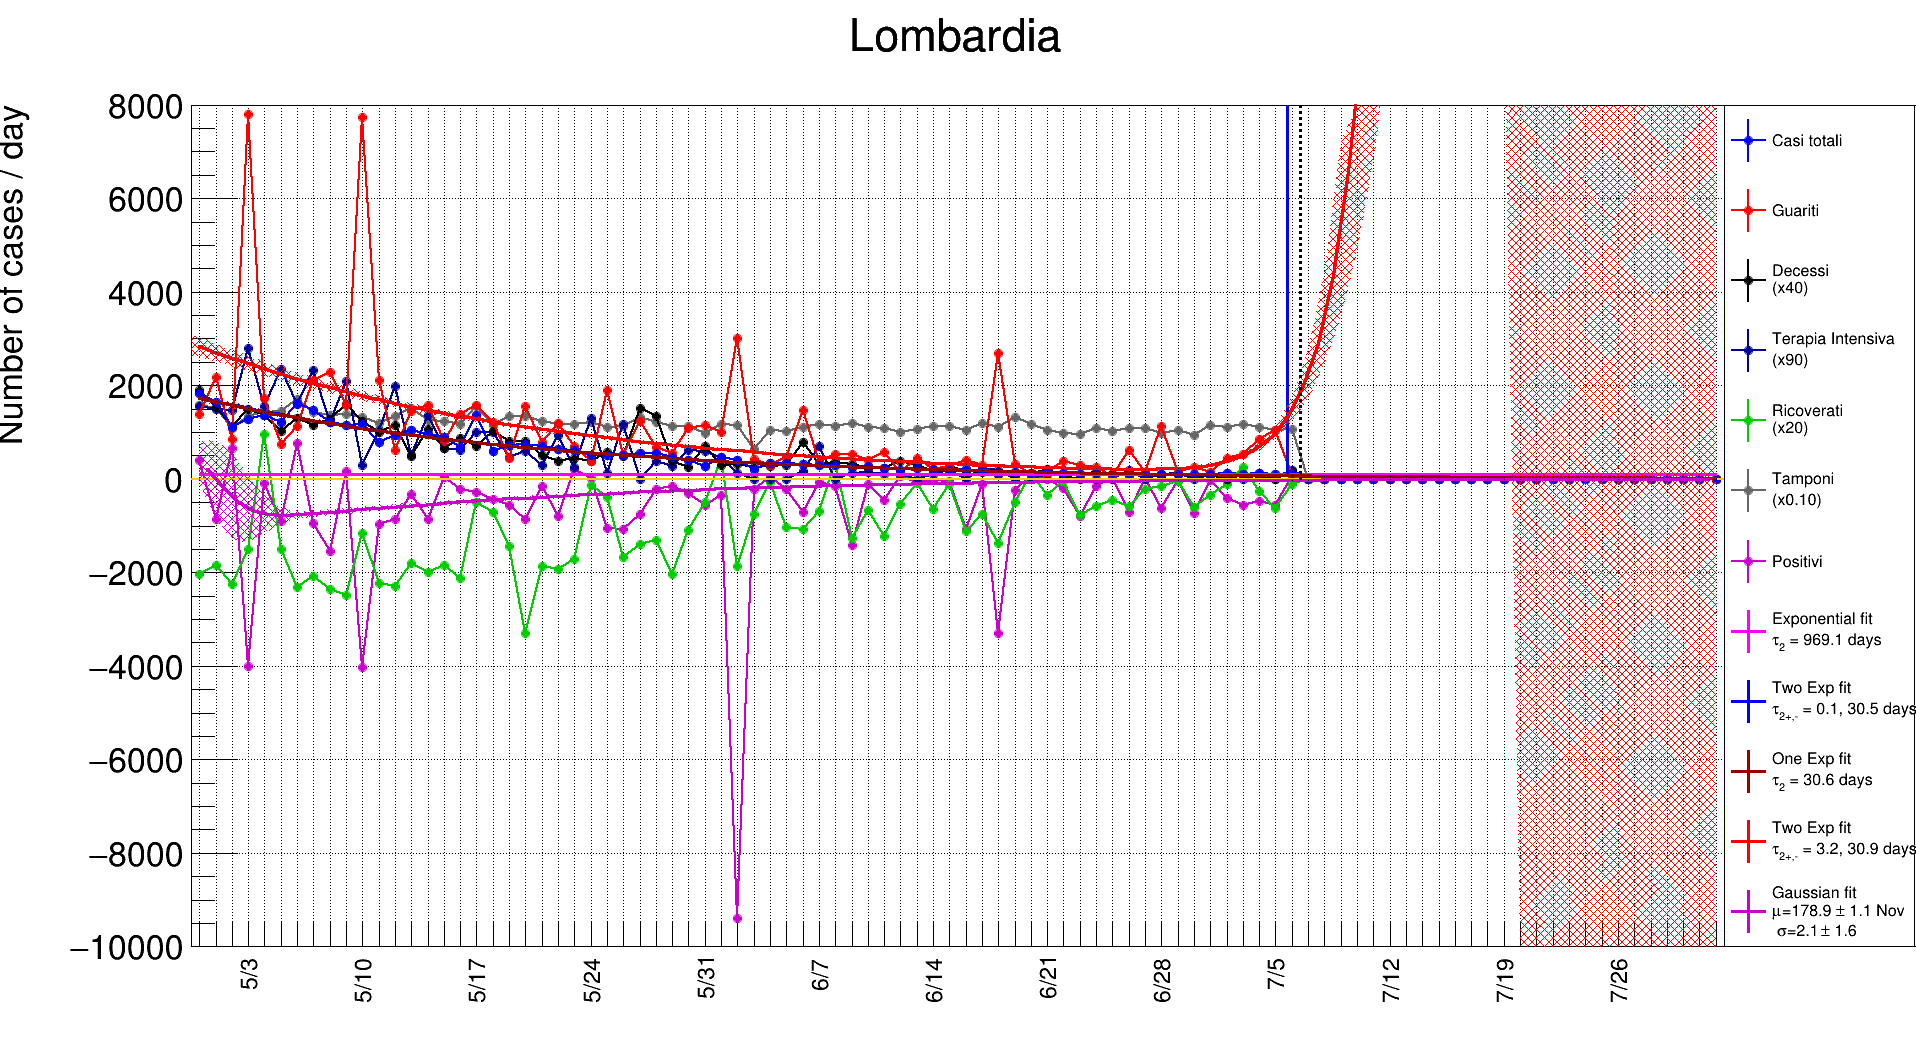 Lombardia
Number of cases / day
8000
6000
4000
2000
0
−2000
−4000
−6000
−8000
−10000
5/3
5/10
5/17
5/24
5/31
6/7
6/14
6/21
6/28
7/5
7/12
7/19
7/26
Casi totali
Guariti
Decessi
(x40)
Terapia Intensiva
(x90)
Ricoverati
(x20)
Tamponi
(x0.10)
Positivi
Exponential fit
τ2 = 969.1 days
Two Exp fit
τ2+,- = 0.1, 30.5 days
One Exp fit
τ2 = 30.6 days
Two Exp fit
τ2+,- = 3.2, 30.9 days
Gaussian fit
μ=178.9 ± 1.1 Nov
σ=2.1 ± 1.6